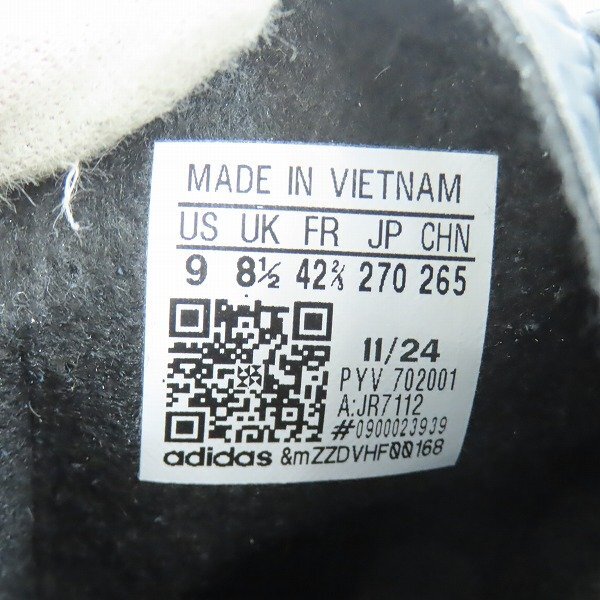 MADE IN VIETNAM
US UK FR JP CHN
9 8½ 42⅔ 270 265
11/24
PYV 702001
A:JR7112
#0900023939
adidas &mZZDVHF00168